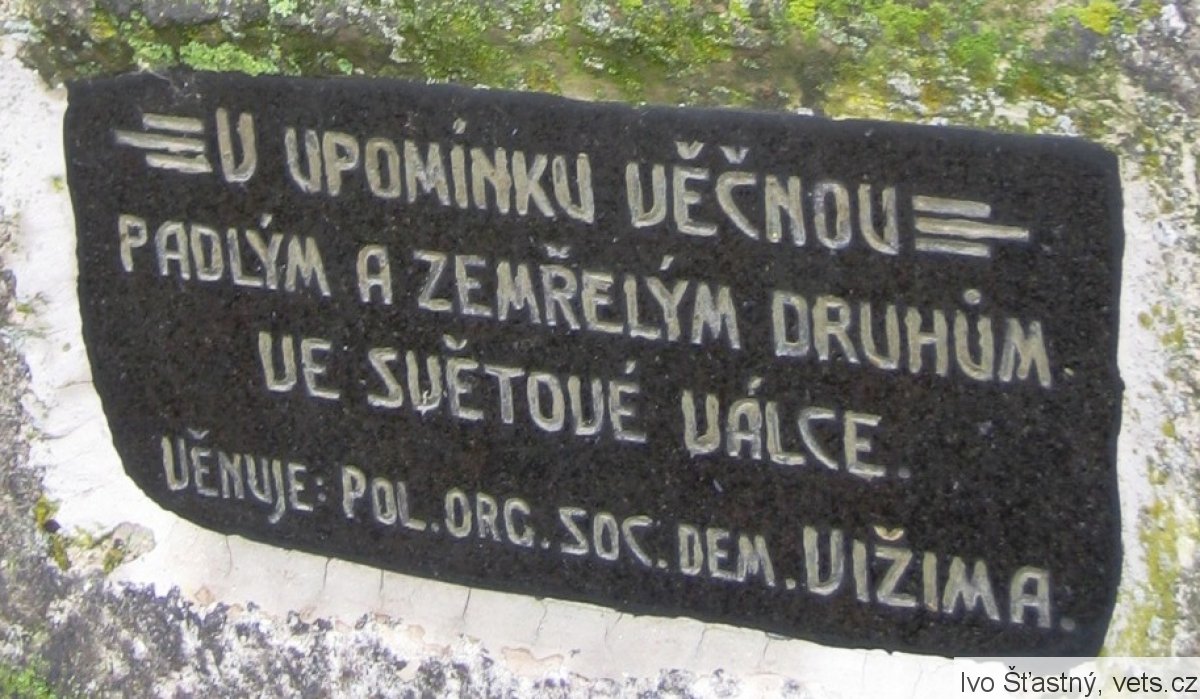 V UPOMÍNKU VĚČNOU
PADLÝM A ZEMŘELÝM DRUHŮM
VE SVĚTOVÉ VÁLCE.
VĚNUJE: POL. ORG. SOC. DEM. VIŽIMA.
Ivo Šťastný, vets.cz